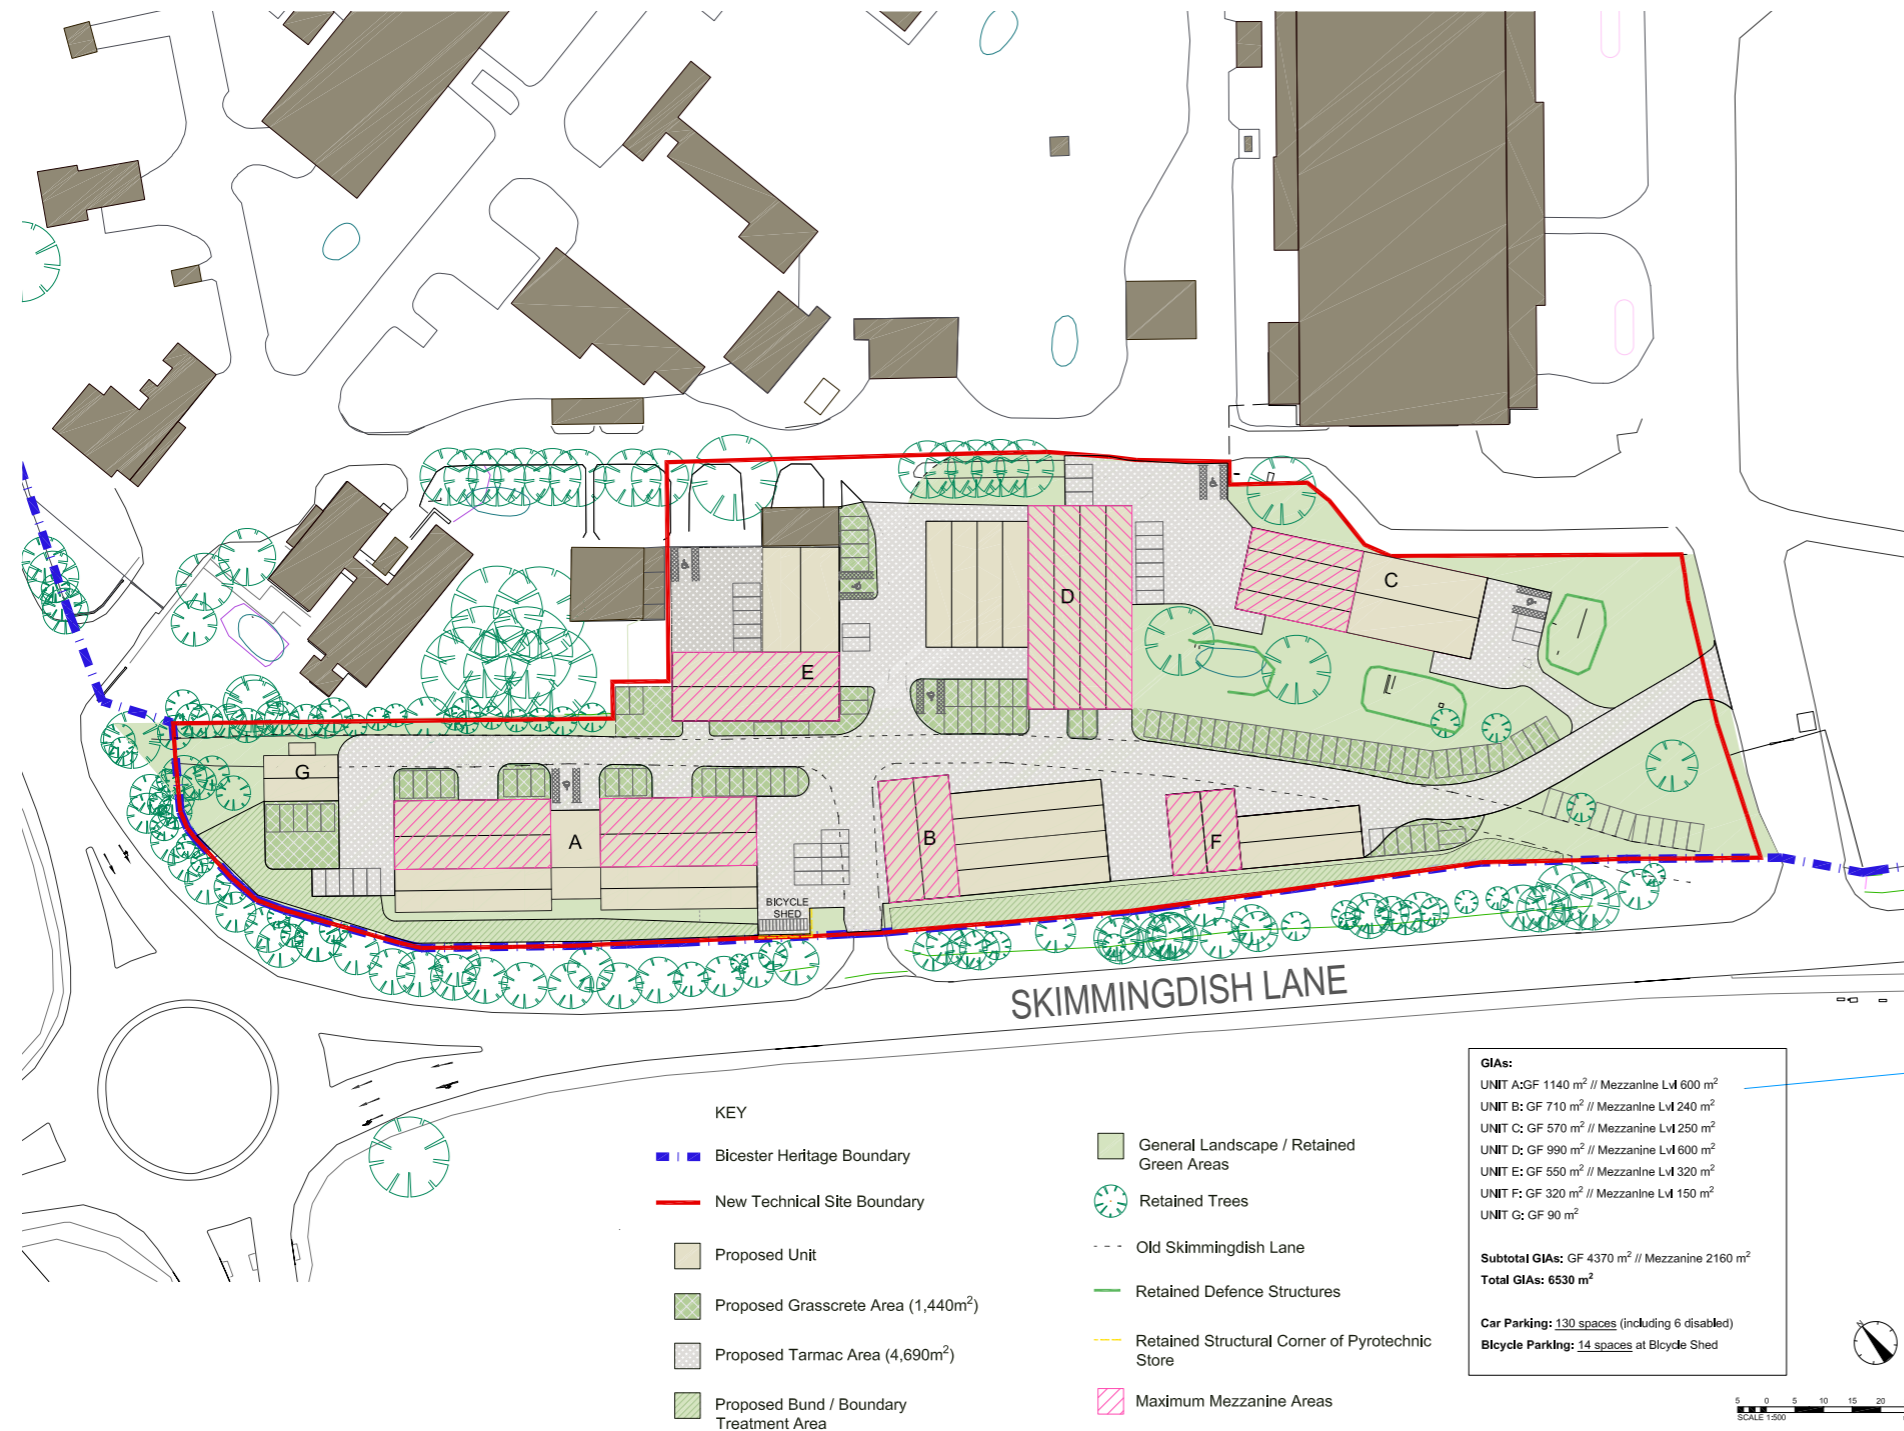 E
D
C
G
A
B
F
BICYCLE
SHED
SKIMMINGDISH LANE
KEY
Bicester Heritage Boundary
New Technical Site Boundary
Proposed Unit
Proposed Grasscrete Area (1,440m²)
Proposed Tarmac Area (4,690m²)
Proposed Bund / Boundary
Treatment Area
General Landscape / Retained
Green Areas
Retained Trees
Old Skimmingdish Lane
Retained Defence Structures
Retained Structural Corner of Pyrotechnic
Store
Maximum Mezzanine Areas
GIAs:
UNIT A:GF 1140 m² // Mezzanine Lvl 600 m²
UNIT B: GF 710 m² // Mezzanine Lvl 240 m²
UNIT C: GF 570 m² // Mezzanine Lvl 250 m²
UNIT D: GF 990 m² // Mezzanine Lvl 600 m²
UNIT E: GF 550 m² // Mezzanine Lvl 320 m²
UNIT F: GF 320 m² // Mezzanine Lvl 150 m²
UNIT G: GF 90 m²
Subtotal GIAs: GF 4370 m² // Mezzanine 2160 m²
Total GIAs: 6530 m²
Car Parking: 130 spaces (including 6 disabled)
Bicycle Parking: 14 spaces at Bicycle Shed
5 0 5 10 15 20
SCALE 1:500